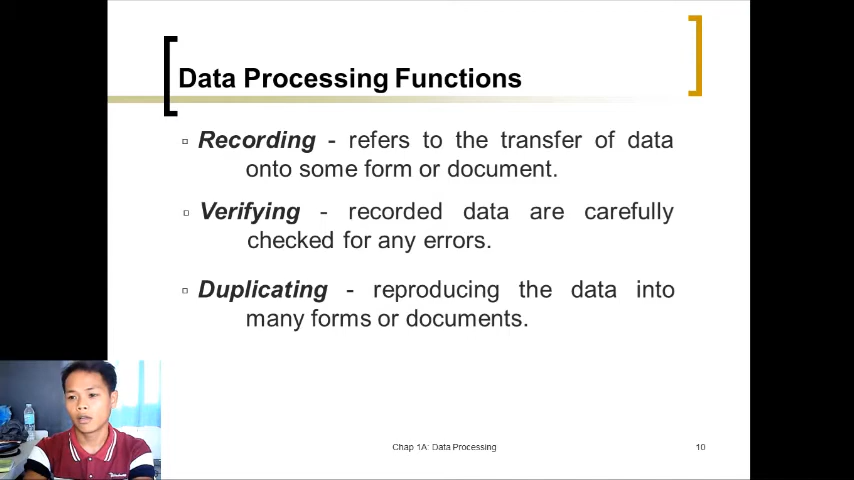 Data Processing Functions
Recording - refers to the transfer of data
onto some form or document.
Verifying - recorded data are carefully
checked for any errors.
Duplicating - reproducing the data into
many forms or documents.
Chap 1A: Data Processing
10